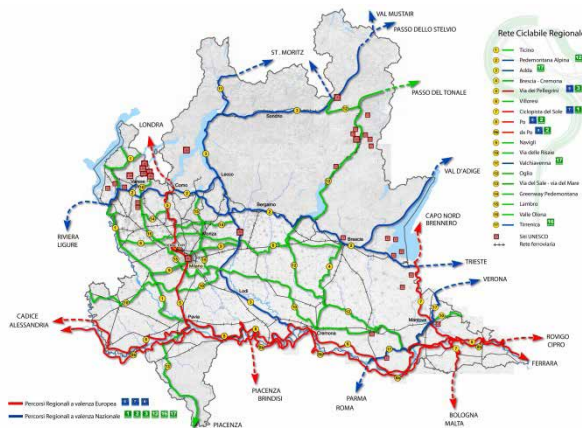 VAL MUSTAIR
PASSO DELLO STELVIO
ST. MORITZ
PASSO DEL TONALE
LONDRA
VAL D'ADIGE
RIVIERA
LIGURE
CAPO NORD
BRENNERO
TRIESTE
VERONA
CADICE
ALESSANDRIA
ROVIGO
CIPRO
FERRARA
PIACENZA
BRINDISI
PARMA
ROMA
BOLOGNA
MALTA
PIACENZA
Sondrio
Lecco
Como
Varese
Bergamo
Brescia
Monza
Milano
Lodi
Pavia
Cremona
Mantova
Rete Ciclabile Regionale
Ticino
Pedemontana Alpina
Adda
Brescia - Cremona
Via dei Pellegrini
Villoresi
Ciclopista del Sole
Po
dx Po
Navigli
Via delle Risaie
Valchiavenna
Oglio
Via del Sale - via del Mare
Greenway Pedemontana
Lambro
Valle Olona
Tirrenica
Siti UNESCO
Rete ferroviaria
Percorsi Regionali a valenza Europea
Percorsi Regionali a valenza Nazionale